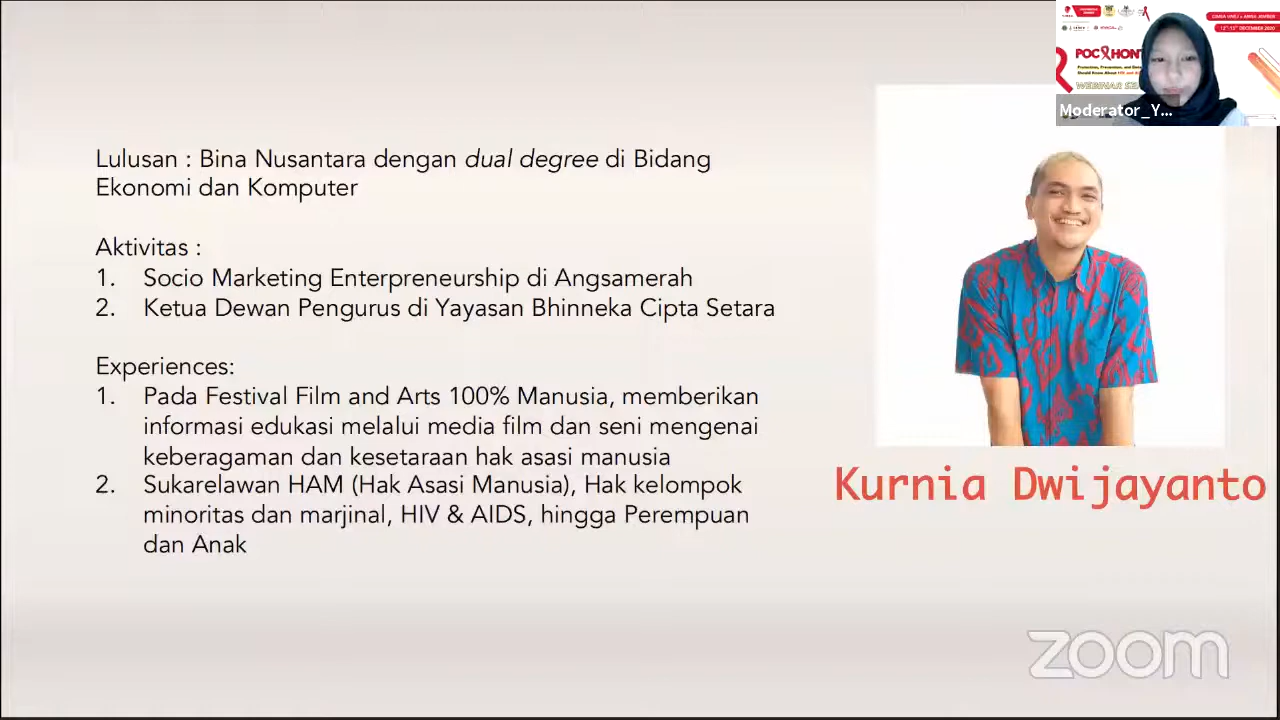 Lulusan : Bina Nusantara dengan dual degree di Bidang
Ekonomi dan Komputer
Aktivitas :
1. Socio Marketing Enterpreneurship di Angsamerah
2. Ketua Dewan Pengurus di Yayasan Bhinneka Cipta Setara
Experiences:
1. Pada Festival Film and Arts 100% Manusia, memberikan
informasi edukasi melalui media film dan seni mengenai
keberagaman dan kesetaraan hak asasi manusia
2. Sukarelawan HAM (Hak Asasi Manusia), Hak kelompok
minoritas dan marjinal, HIV & AIDS, hingga Perempuan
dan Anak
Kurnia Dwijayanto
Moderator_Y...
zoom